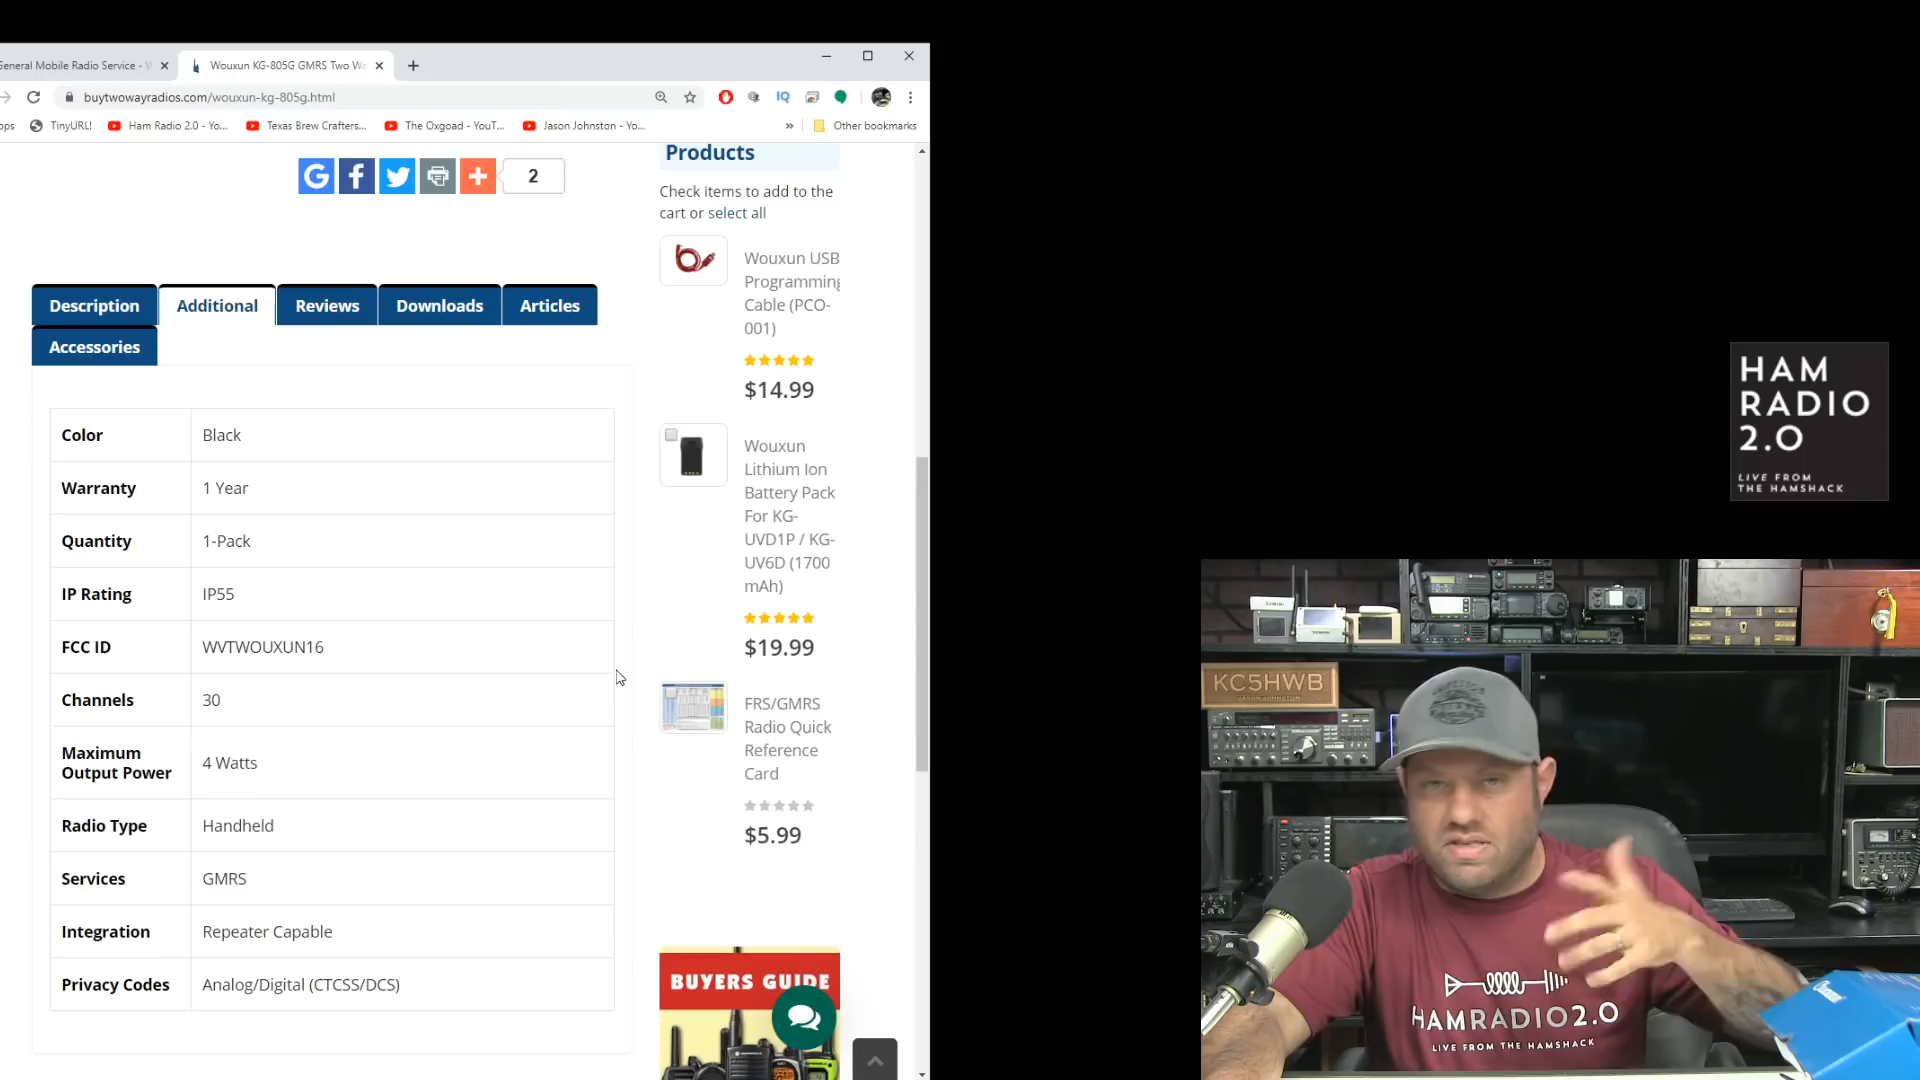 General Mobile Radio Service - W
Wouxun KG-805G GMRS Two Wa
buytwowayradios.com/wouxun-kg-805g.html
IQ
TinyURL!
Ham Radio 2.0 - Yo...
Texas Brew Crafters...
The Oxgoad - YouT...
Jason Johnston - Yo...
»
Other bookmarks
2
Description
Additional
Reviews
Downloads
Articles
Accessories
Color
Black
Warranty
1 Year
Quantity
1-Pack
IP Rating
IP55
FCC ID
WVTWOUXUN16
Channels
30
Maximum
Output Power
4 Watts
Radio Type
Handheld
Services
GMRS
Integration
Repeater Capable
Privacy Codes
Analog/Digital (CTCSS/DCS)
Products
Check items to add to the
cart or select all
Wouxun USB
Programming
Cable (PCO-
001)
$14.99
Wouxun
Lithium Ion
Battery Pack
For KG-
UVD1P / KG-
UV6D (1700
mAh)
$19.99
FRS/GMRS
Radio Quick
Reference
Card
$5.99
BUYERS GUIDE
HAM
RADIO
2.0
LIVE FROM
THE HAMSHACK
KC5HWB
JASON JOHNSTON
HAMRADIO2.0
LIVE FROM THE HAMSHACK